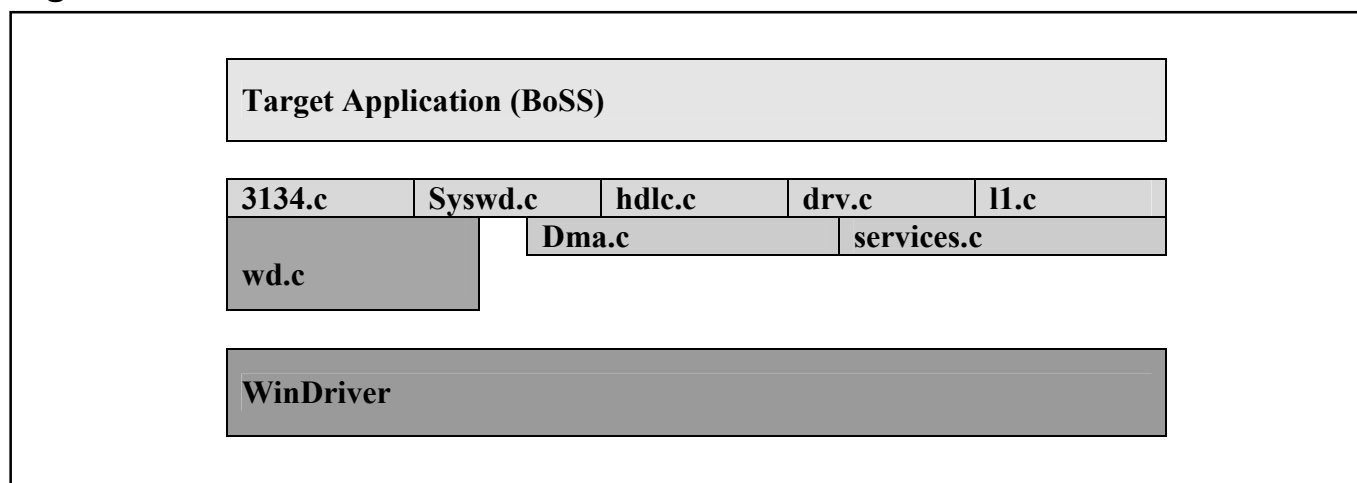 Target Application (BoSS)
3134.c Syswd.c hdlc.c drv.c l1.c
Dma.c services.c
wd.c
WinDriver